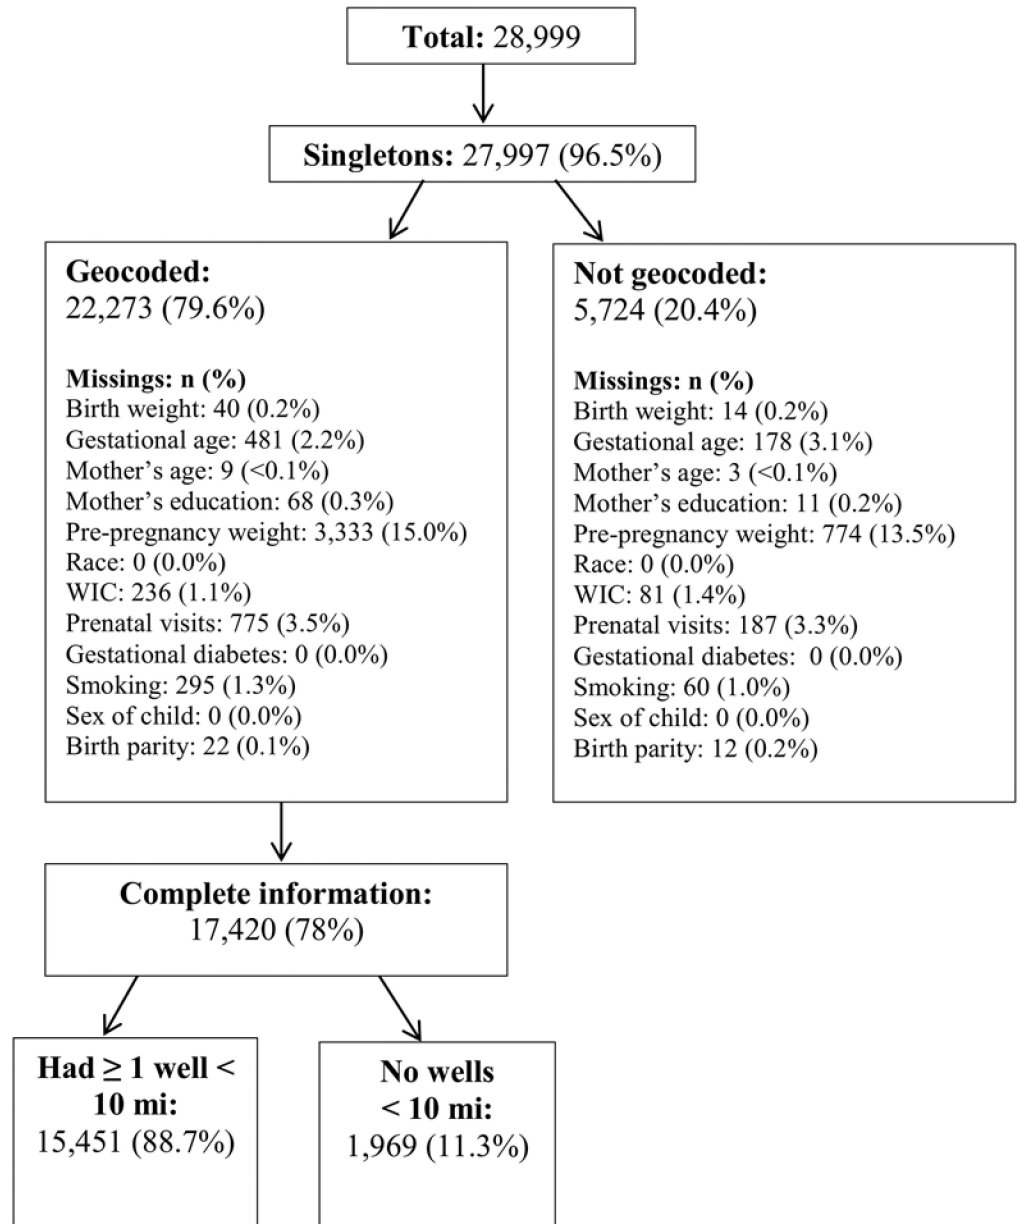 Total: 28,999
Singletons: 27,997 (96.5%)
Geocoded:
22,273 (79.6%)
Missings: n (%)
Birth weight: 40 (0.2%)
Gestational age: 481 (2.2%)
Mother’s age: 9 (<0.1%)
Mother’s education: 68 (0.3%)
Pre-pregnancy weight: 3,333 (15.0%)
Race: 0 (0.0%)
WIC: 236 (1.1%)
Prenatal visits: 775 (3.5%)
Gestational diabetes: 0 (0.0%)
Smoking: 295 (1.3%)
Sex of child: 0 (0.0%)
Birth parity: 22 (0.1%)
Not geocoded:
5,724 (20.4%)
Missings: n (%)
Birth weight: 14 (0.2%)
Gestational age: 178 (3.1%)
Mother’s age: 3 (<0.1%)
Mother’s education: 11 (0.2%)
Pre-pregnancy weight: 774 (13.5%)
Race: 0 (0.0%)
WIC: 81 (1.4%)
Prenatal visits: 187 (3.3%)
Gestational diabetes:  0 (0.0%)
Smoking: 60 (1.0%)
Sex of child: 0 (0.0%)
Birth parity: 12 (0.2%)
Complete information:
17,420 (78%)
Had ≥ 1 well <
10 mi:
15,451 (88.7%)
No wells
< 10 mi:
1,969 (11.3%)